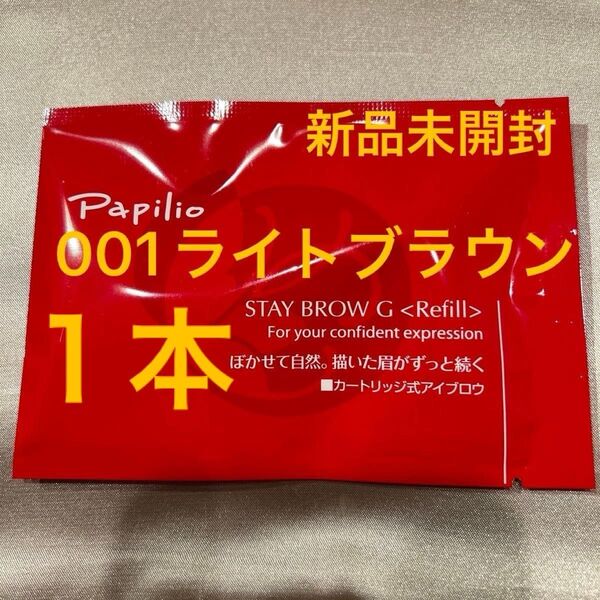 新品未開封
Papilio
001ライトブラウン
STAY BROW G <Refill>
For your confident expression
1本
ぼかせて自然。描いた眉がずっと続く
■カートリッジ式アイブロウ